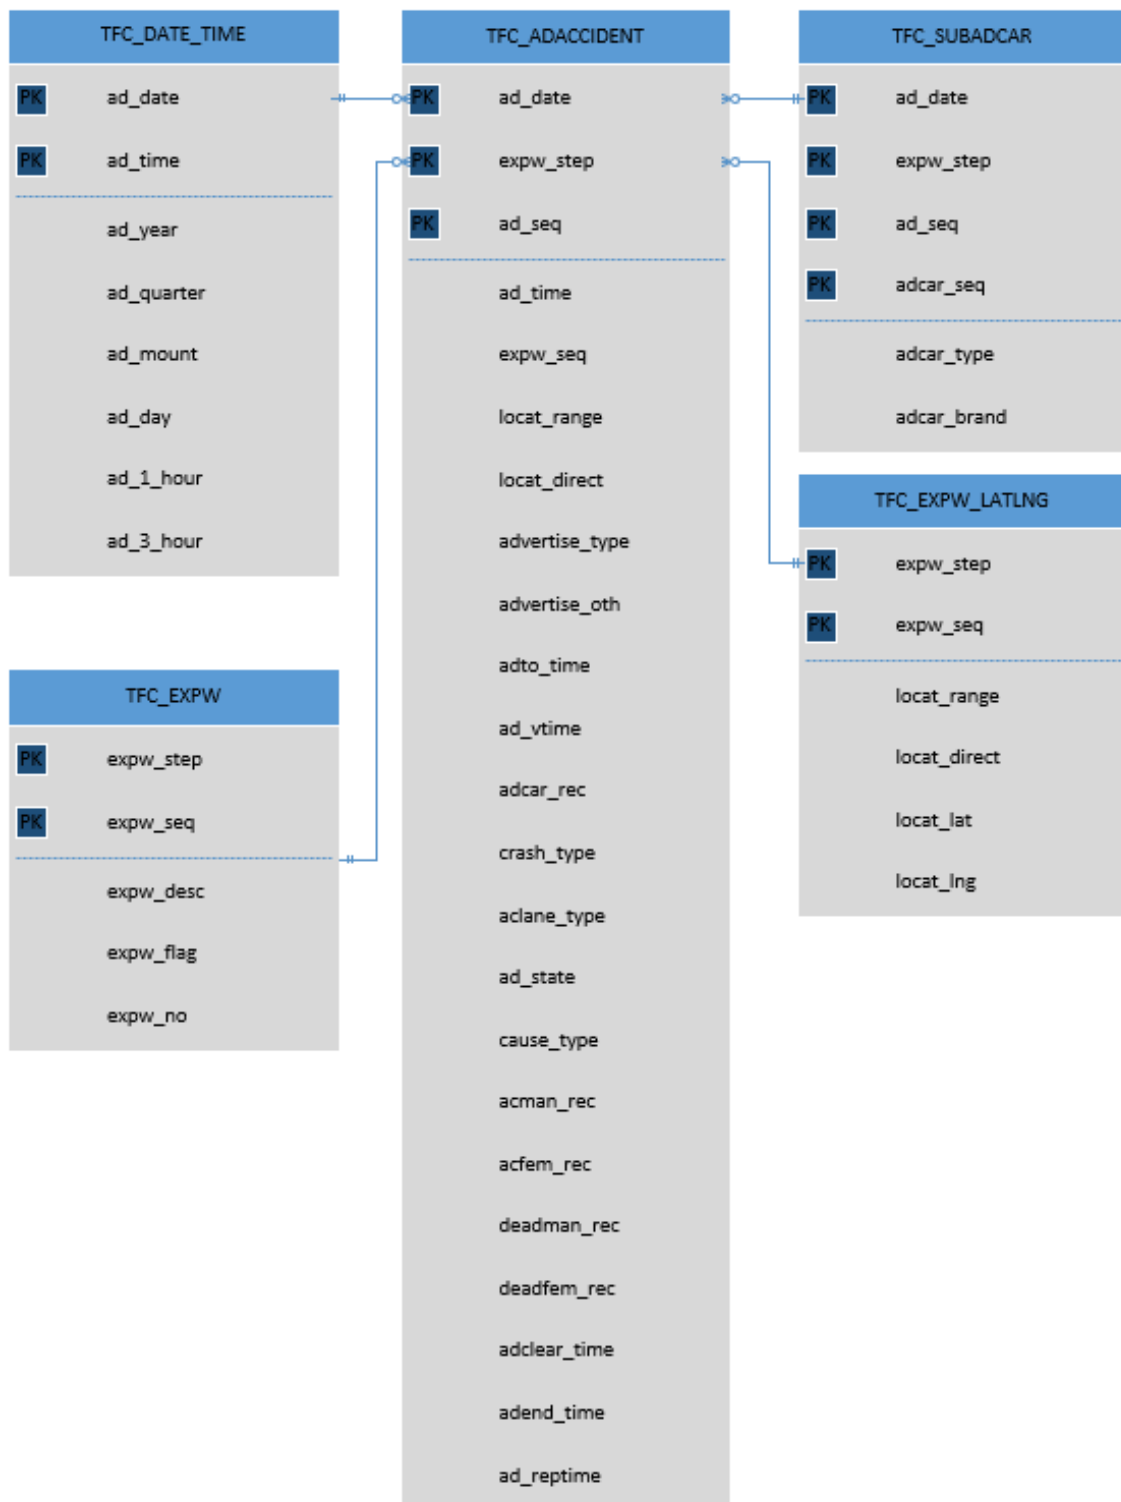 TFC_DATE_TIME
PK ad_date
PK ad_time
ad_year
ad_quarter
ad_mount
ad_day
ad_1_hour
ad_3_hour
TFC_EXPW
PK expw_step
PK expw_seq
expw_desc
expw_flag
expw_no
TFC_ADACCIDENT
PK ad_date
PK expw_step
PK ad_seq
ad_time
expw_seq
locat_range
locat_direct
advertise_type
advertise_oth
adto_time
ad_vtime
adcar_rec
crash_type
aclane_type
ad_state
cause_type
acman_rec
acfem_rec
deadman_rec
deadfem_rec
adclear_time
adend_time
ad_reptime
TFC_SUBADCAR
PK ad_date
PK expw_step
PK ad_seq
PK adcar_seq
adcar_type
adcar_brand
TFC_EXPW_LATLNG
PK expw_step
PK expw_seq
locat_range
locat_direct
locat_lat
locat_lng